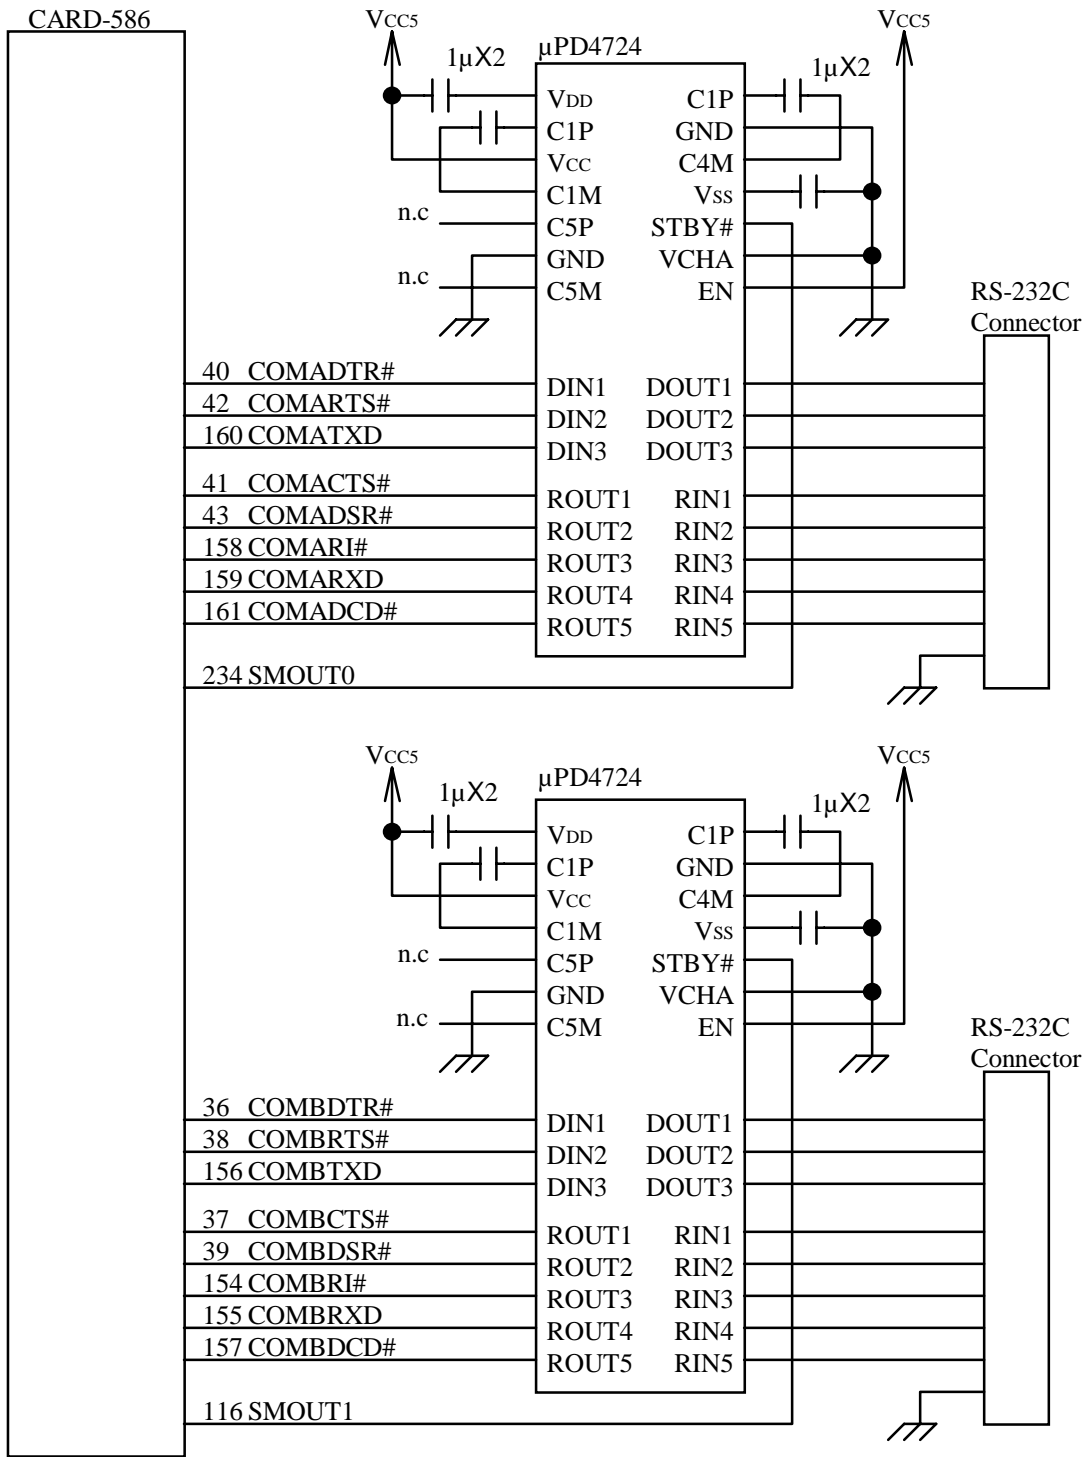 CARD-586
VCC5
VCC5
µPD4724
1µX2
1µX2
VDD C1P
C1P GND
VCC C4M
C1M VSS
n.c C5P STBY#
GND VCHA
n.c C5M EN
RS-232C
Connector
40 COMADTR# DIN1 DOUT1
42 COMARTS# DIN2 DOUT2
160 COMATXD DIN3 DOUT3
41 COMACTS# ROUT1 RIN1
43 COMADSR# ROUT2 RIN2
158 COMARI# ROUT3 RIN3
159 COMARXD ROUT4 RIN4
161 COMADCD# ROUT5 RIN5
234 SMOUT0
VCC5
VCC5
µPD4724
1µX2
1µX2
VDD C1P
C1P GND
VCC C4M
C1M VSS
n.c C5P STBY#
GND VCHA
n.c C5M EN
RS-232C
Connector
36 COMBDTR# DIN1 DOUT1
38 COMBRTS# DIN2 DOUT2
156 COMBTXD DIN3 DOUT3
37 COMBCTS# ROUT1 RIN1
39 COMBDSR# ROUT2 RIN2
154 COMBRI# ROUT3 RIN3
155 COMBRXD ROUT4 RIN4
157 COMBDCD# ROUT5 RIN5
116 SMOUT1